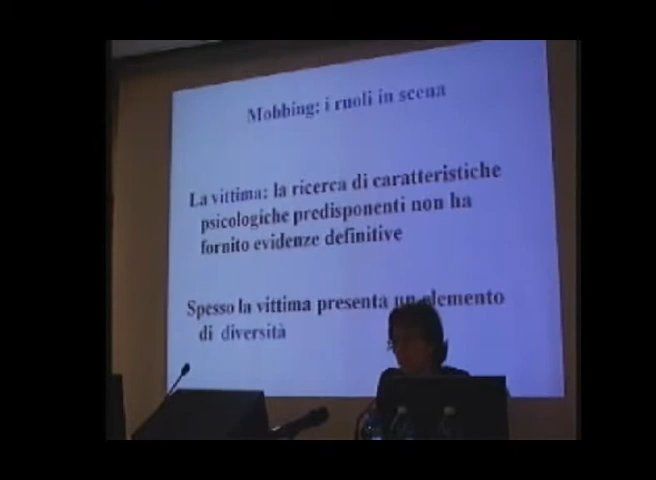 Mobbing: i ruoli in scena
La vittima: la ricerca di caratteristiche
psicologiche predisponenti non ha
fornito evidenze definitive
Spesso la vittima presenta un elemento
di diversità